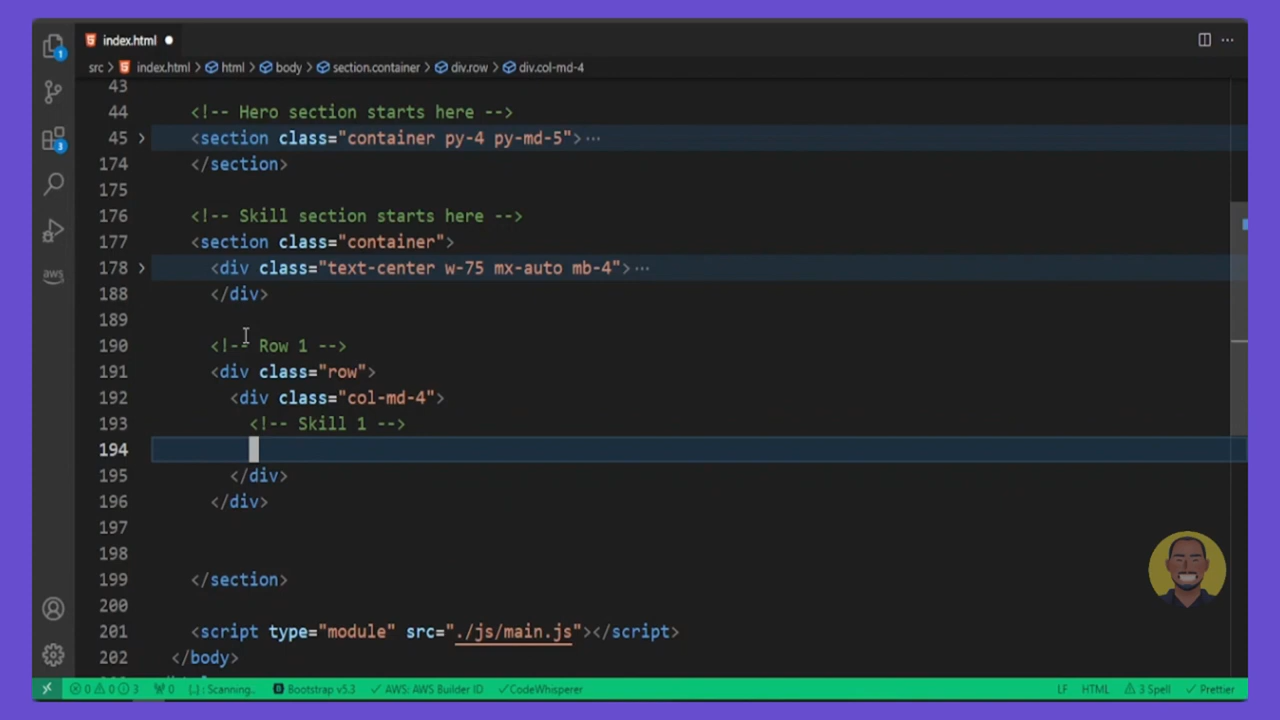 1
3
aws
index.html
src > index.html > html > body > section.container > div.row > div.col-md-4
43
44 <!-- Hero section starts here -->
45 <section class="container py-4 py-md-5"> ···
174 </section>
175
176 <!-- Skill section starts here -->
177 <section class="container">
178 <div class="text-center w-75 mx-auto mb-4"> ···
188 </div>
189
190 <!-- Row 1 -->
191 <div class="row">
192 <div class="col-md-4">
193 <!-- Skill 1 -->
194
195 </div>
196 </div>
197
198
199 </section>
200
201 <script type="module" src="./js/main.js"></script>
202 </body>
0 0 3 0 {..} : Scanning.. Bootstrap v5.3 AWS: AWS Builder ID CodeWhisperer LF HTML 3 Spell Prettier